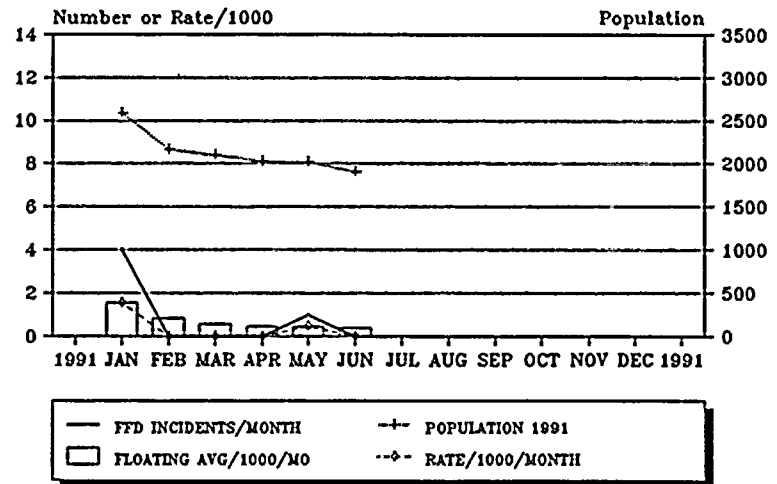 Number or Rate/1000 Population
14 3500
12 3000
10 2500
8 2000
6 1500
4 1000
2 500
0 0
1991 JAN FEB MAR APR MAY JUN JUL AUG SEP OCT NOV DEC 1991
FFD INCIDENTS/MONTH POPULATION 1991
FLOATING AVG/1000/MO RATE/1000/MONTH